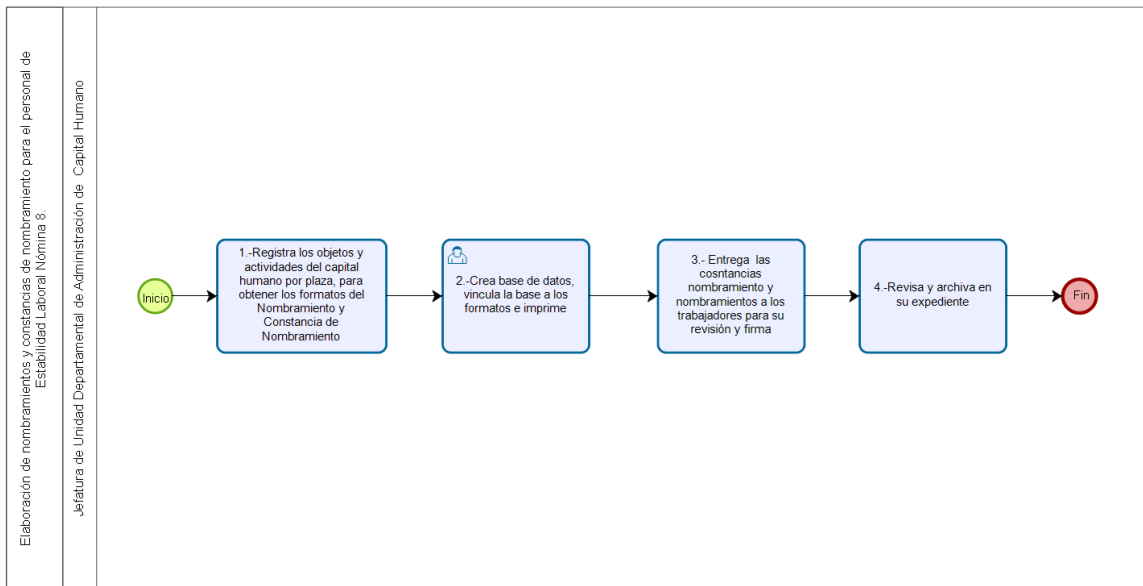 Elaboración de nombramientos y constancias de nombramiento para el personal de
Estabilidad Laboral Nómina 8.
Jefatura de Unidad Departamental de Administración de Capital Humano
Inicio
1.-Registra los objetos y
actividades del capital
humano por plaza, para
obtener los formatos del
Nombramiento y
Constancia de
Nombramiento
2.-Crea base de datos,
vincula la base a los
formatos e imprime
3.- Entrega las
cosntancias
nombramiento y
nombramientos a los
trabajadores para su
revisión y firma
4.-Revisa y archiva en
su expediente
Fin